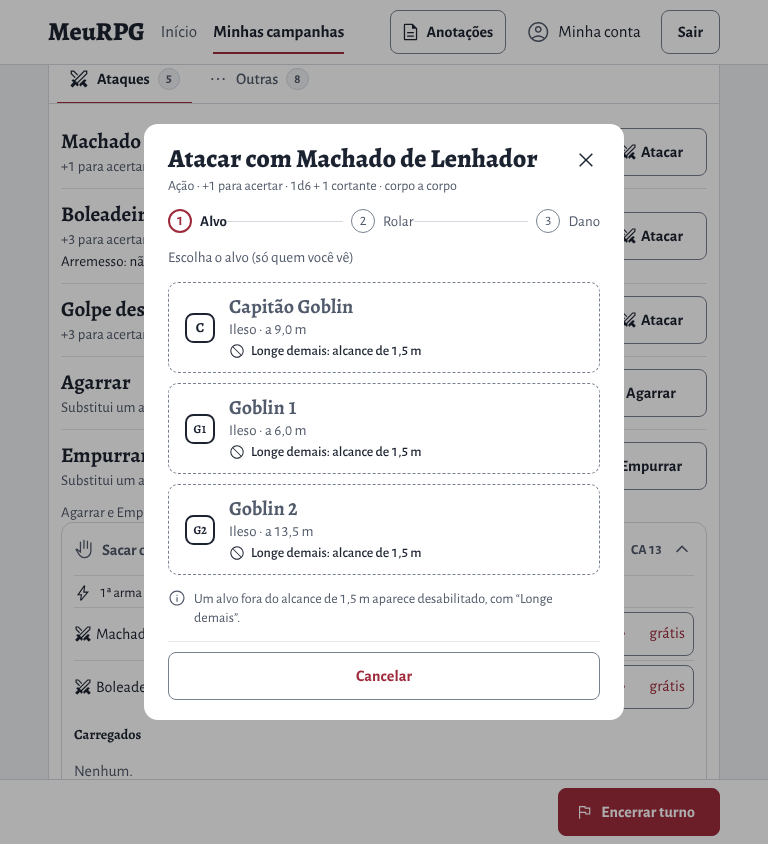 MeuRPG Início Minhas campanhas Anotações Minha conta Sair
Ataques 5 ··· Outras 8
Machado
+1 para acertar
Atacar
Boleadeir
+3 para acertar
Arremesso: nã
Atacar
Golpe des
+3 para acertar
Atacar
Agarrar
Substitui um a
Agarrar
Empurrar
Substitui um a
Empurrar
Agarrar e Emp
Sacar CA 13
1ª arma
Machad grátis
Boleade grátis
Carregados
Nenhum.
Atacar com Machado de Lenhador
Ação · +1 para acertar · 1d6 + 1 cortante · corpo a corpo
1 Alvo 2 Rolar 3 Dano
Escolha o alvo (só quem você vê)
C
Capitão Goblin
Ileso · a 9,0 m
Longe demais: alcance de 1,5 m
G1
Goblin 1
Ileso · a 6,0 m
Longe demais: alcance de 1,5 m
G2
Goblin 2
Ileso · a 13,5 m
Longe demais: alcance de 1,5 m
Um alvo fora do alcance de 1,5 m aparece desabilitado, com “Longe
demais”.
Cancelar
Encerrar turno